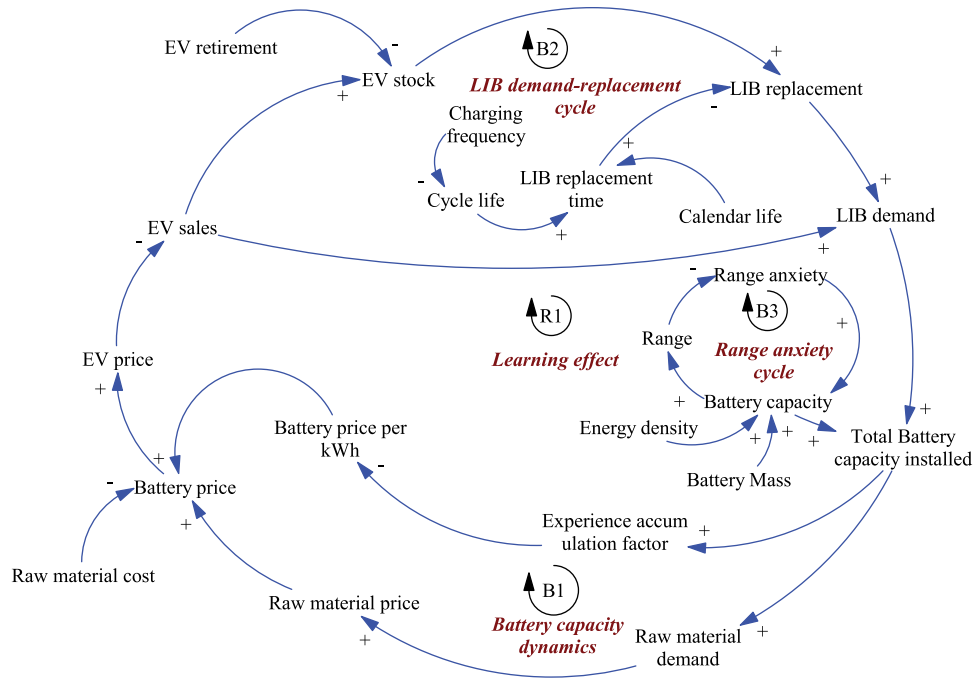 EV retirement
-
EV stock
+
B2
LIB demand-replacement
cycle
+
LIB replacement
-
Charging
frequency
-
Cycle life
+
LIB replacement
time
+
Calendar life
+
LIB demand
+
EV sales
-
-
Range anxiety
+
B3
Range anxiety
cycle
Range
R1
Learning effect
EV price
+
+
Battery capacity
Energy density
+
+
+
Battery Mass
+
Total Battery
capacity installed
Battery price per
kWh
-
+
-
Battery price
+
Experience accum
ulation factor
+
Raw material cost
B1
Battery capacity
dynamics
Raw material price
+
Raw material
demand
+